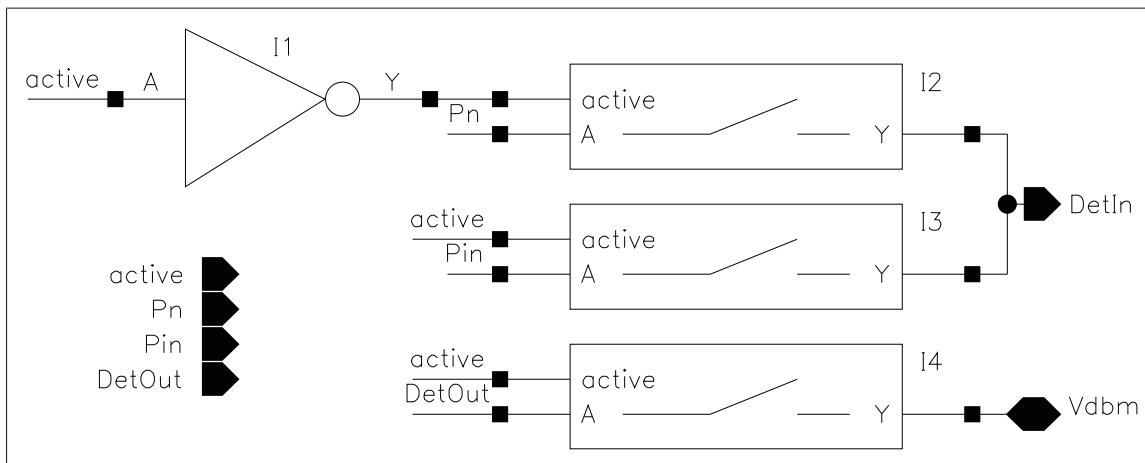 I1
active
A
Y
I2
active
Pn
A
Y
DetIn
active
I3
active
Pin
A
Y
active
Pn
Pin
DetOut
active
I4
active
DetOut
A
Y
Vdbm